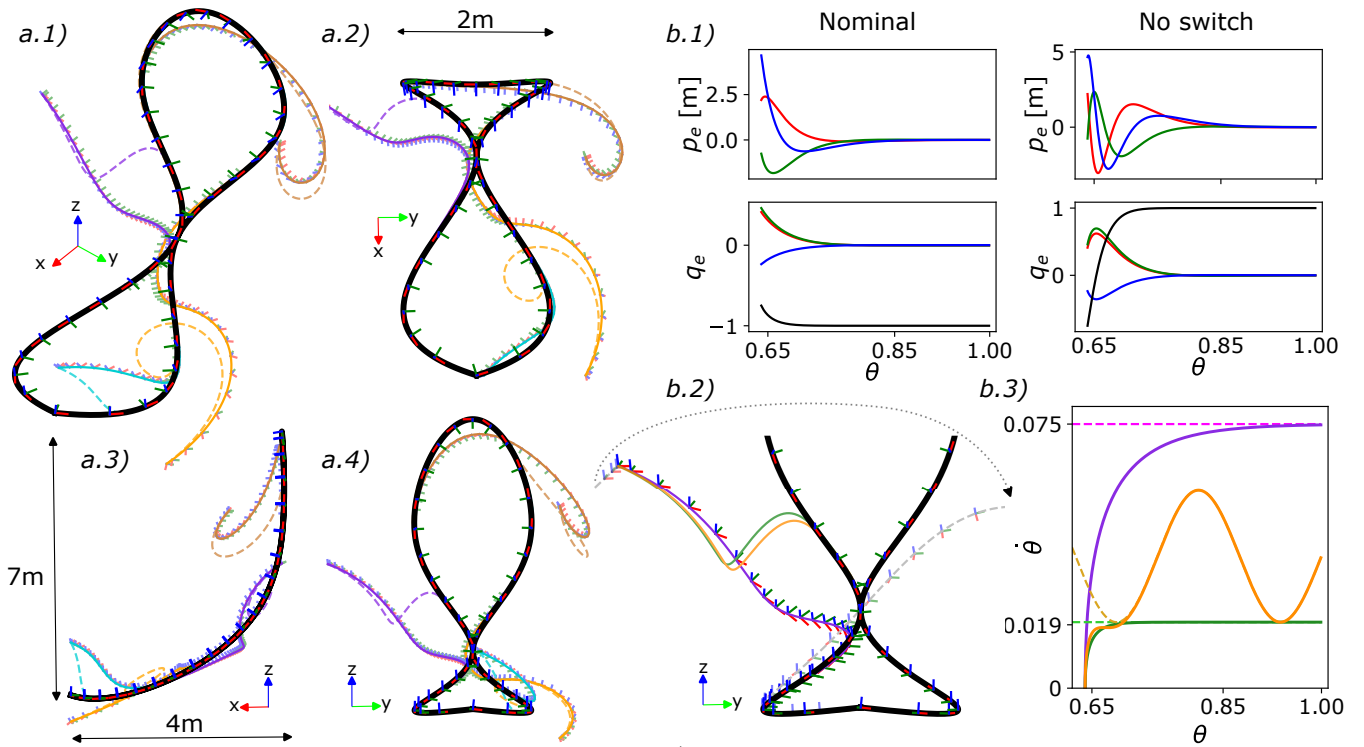 a.1)
z
x
y
a.2)
2m
y
x
a.3)
7m
4m
z
x
a.4)
z
y
b.1)
Nominal
No switch
p_e [m]
2.5
0.0
p_e [m]
5
0
q_e
0
−1
0.65
0.85
1.00
θ
q_e
1
0
0.65
0.85
1.00
θ
b.2)
z
y
b.3)
θ̇
0.075
0.019
0
0.65
0.85
1.00
θ